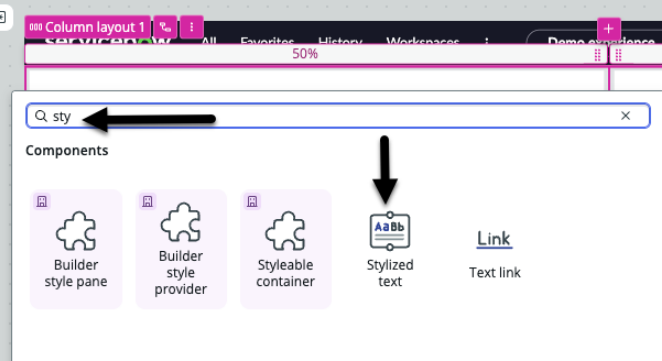 Column layout 1
servicenow All Favorites History Workspaces Demo experience
50%
sty
Components
Builder
style pane
Builder
style
provider
Styleable
container
AaBb
Stylized
text
Link
Text link